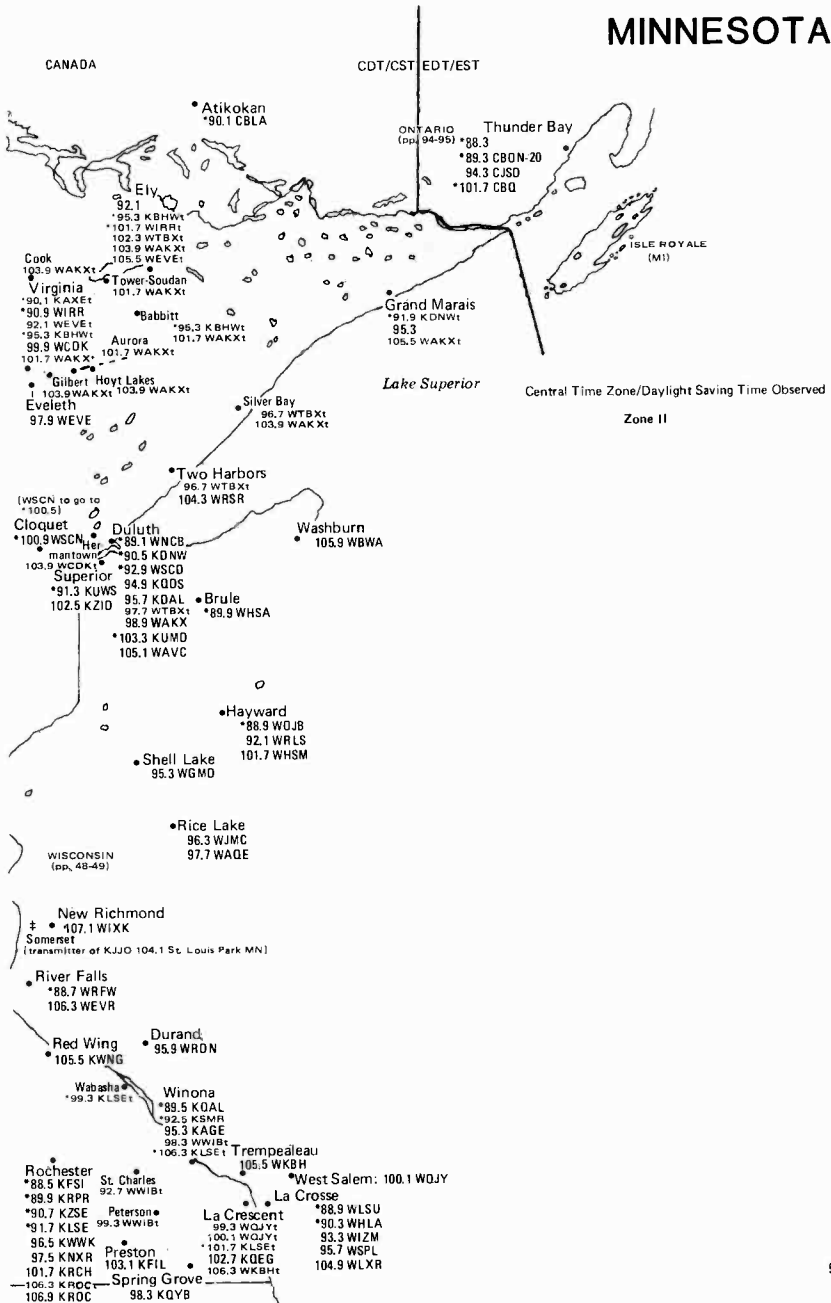 MINNESOTA
CANADA
CDT/CST EDT/EST
Atikokan
*90.1 CBLA
ONTARIO
(pp. 94-95)
Thunder Bay
*88.3
*89.3 CBON-20
94.3 CJSD
*101.7 CBQ
ISLE ROYALE
(MI)
Ely
92.1
*95.3 KBHWt
*101.7 WIRRt
102.3 WTBXt
103.9 WAKXt
105.5 WEVEt
Cook
103.9 WAKXt
Tower-Soudan
101.7 WAKXt
Virginia
*90.1 KAXEt
*90.9 WIRR
92.1 WEVEt
*95.3 KBHWt
99.9 WCDK
101.7 WAKXt
Babbitt
*95.3 KBHWt
101.7 WAKXt
Aurora
101.7 WAKXt
Gilbert
103.9 WAKXt
Hoyt Lakes
103.9 WAKXt
Eveleth
97.9 WEVE
Grand Marais
*91.9 KDNWt
95.3
105.5 WAKXt
Lake Superior
Central Time Zone/Daylight Saving Time Observed
Zone II
Silver Bay
96.7 WTBXt
103.9 WAKXt
Two Harbors
96.7 WTBXt
104.3 WRSR
(WSCN to go to
*100.5)
Cloquet
*100.9 WSCN
Her
mantown
103.9 WCDKt
Duluth
*89.1 WNCB
*90.5 KDNW
*92.9 WSCD
94.9 KQDS
95.7 KDAL
97.7 WTBXt
98.9 WAKX
*103.3 KUMD
105.1 WAVC
Superior
*91.3 KUWS
102.5 KZIO
Washburn
105.9 WBWA
Brule
*89.9 WHSA
Hayward
*88.9 WOJB
92.1 WRLS
101.7 WHSM
Shell Lake
95.3 WGMO
Rice Lake
96.3 WJMC
97.7 WAQE
WISCONSIN
(pp. 48-49)
New Richmond
107.1 WIXK
‡
Somerset
(transmitter of KJJO 104.1 St. Louis Park MN)
River Falls
*88.7 WRFW
106.3 WEVR
Red Wing
105.5 KWNG
Durand
95.9 WRDN
Wabasha
*99.3 KLSEt
Winona
*89.5 KQAL
*92.5 KSMR
95.3 KAGE
98.3 WWIBt
*106.3 KLSEt
Trempealeau
105.5 WKBH
West Salem: 100.1 WQJY
Rochester
*88.5 KFSI
*89.9 KRPR
*90.7 KZSE
*91.7 KLSE
96.5 KWWK
97.5 KNXR
101.7 KRCH
106.3 KROCt
106.9 KROC
St. Charles
92.7 WWIBt
Peterson
99.3 WWIBt
Preston
103.1 KFIL
Spring Grove
98.3 KQYB
La Crescent
99.3 WQJYt
100.1 WQJYt
*101.7 KLSEt
102.7 KQEG
106.3 WKBHt
La Crosse
*88.9 WLSU
*90.3 WHLA
93.3 WIZM
95.7 WSPL
104.9 WLXR